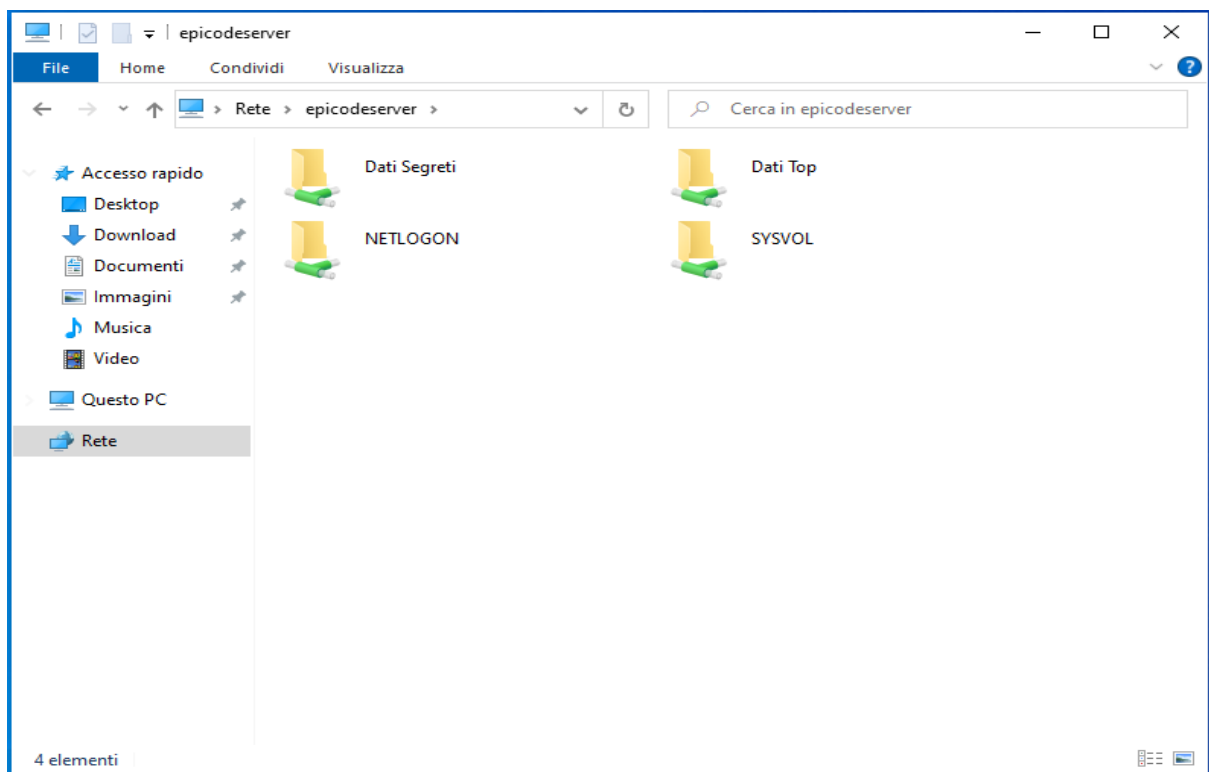 epicodeserver
File Home Condividi Visualizza
Rete > epicodeserver > Cerca in epicodeserver
Accesso rapido
Desktop
Download
Documenti
Immagini
Musica
Video
Questo PC
Rete
Dati Segreti Dati Top
NETLOGON SYSVOL
4 elementi